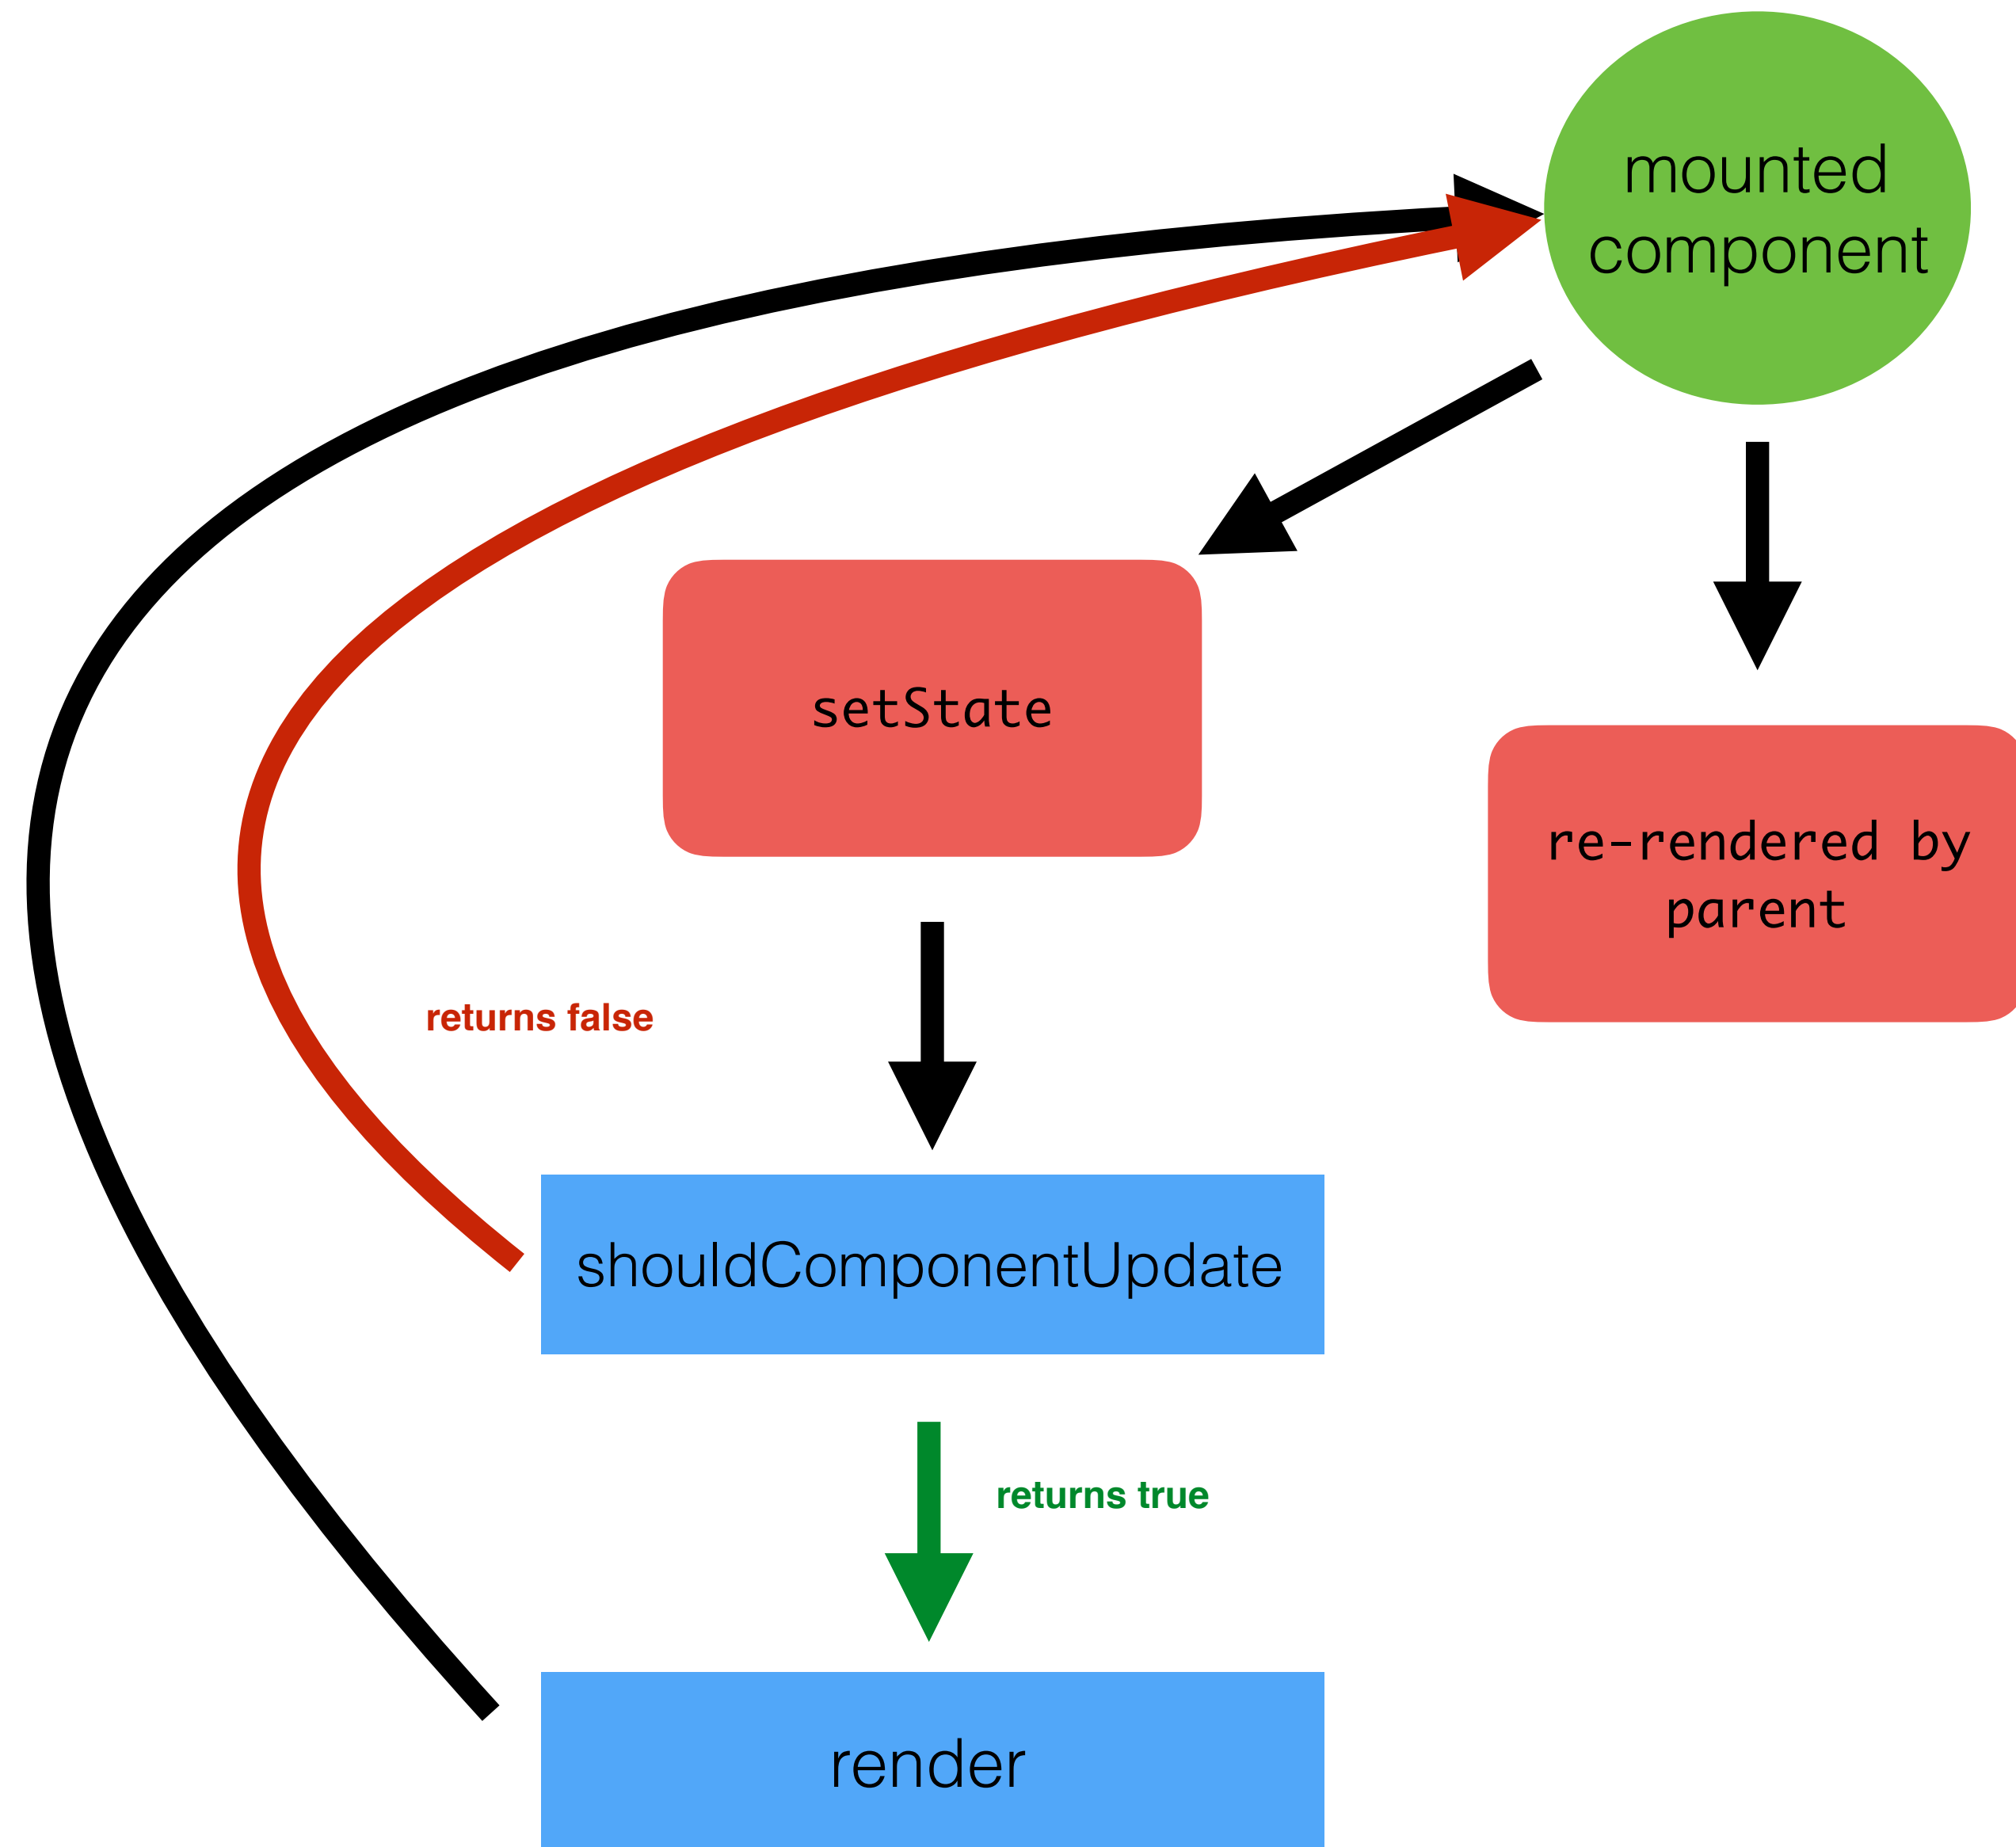 mounted
component
setState
re-rendered by
parent
returns false
shouldComponentUpdate
returns true
render